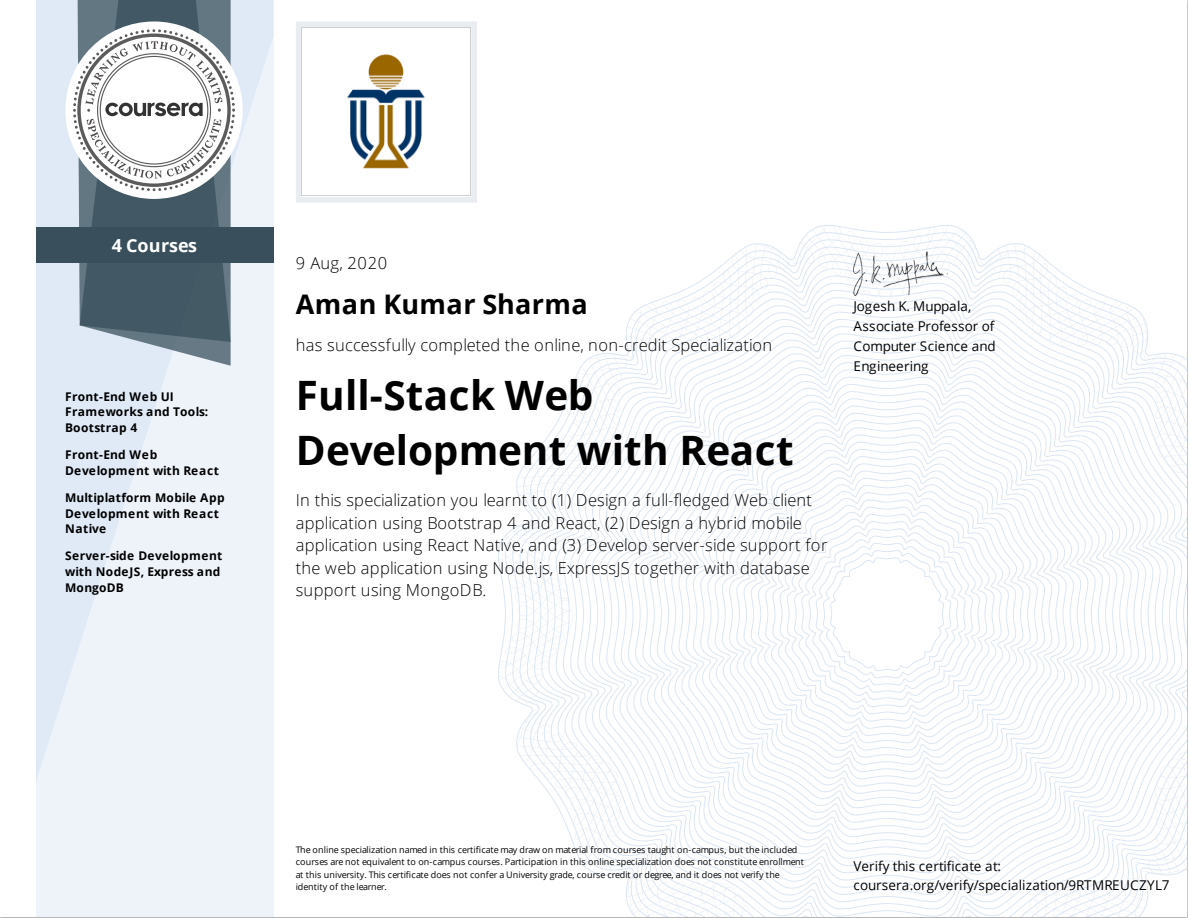 LEARNING WITHOUT LIMITS
coursera
SPECIALIZATION CERTIFICATE
4 Courses
Front-End Web UI
Frameworks and Tools:
Bootstrap 4
Front-End Web
Development with React
Multiplatform Mobile App
Development with React
Native
Server-side Development
with NodeJS, Express and
MongoDB
9 Aug, 2020
Aman Kumar Sharma
has successfully completed the online, non-credit Specialization
Full-Stack Web
Development with React
In this specialization you learnt to (1) Design a full-fledged Web client
application using Bootstrap 4 and React, (2) Design a hybrid mobile
application using React Native, and (3) Develop server-side support for
the web application using Node.js, ExpressJS together with database
support using MongoDB.
J.K.Muppala
Jogesh K. Muppala,
Associate Professor of
Computer Science and
Engineering
The online specialization named in this certificate may draw on material from courses taught on-campus, but the included
courses are not equivalent to on-campus courses. Participation in this online specialization does not constitute enrollment
at this university. This certificate does not confer a University grade, course credit or degree, and it does not verify the
identity of the learner.
Verify this certificate at:
coursera.org/verify/specialization/9RTMREUCZYL7